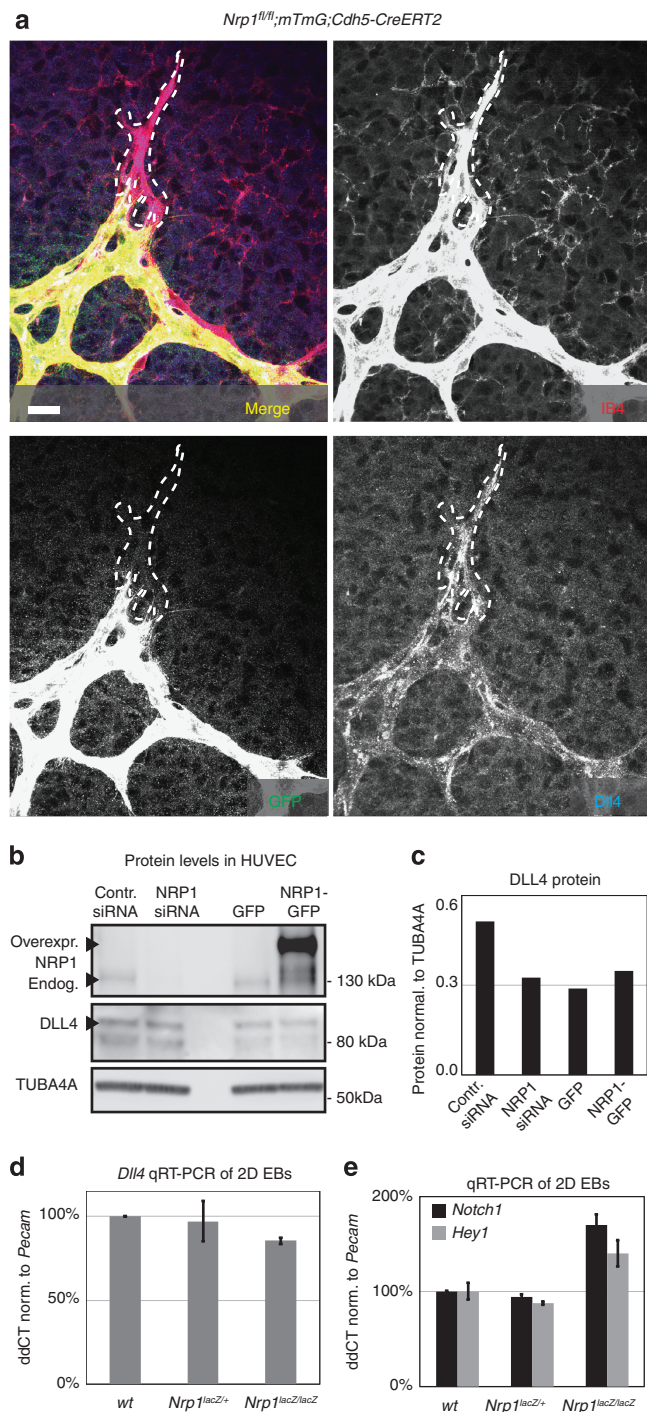 a
Nrp1fl/fl;mTmG;Cdh5-CreERT2
Merge
IB4
GFP
Dll4
b
Protein levels in HUVEC
Contr. siRNA
NRP1 siRNA
GFP
NRP1-GFP
Overexpr.
NRP1
Endog.
- 130 kDa
DLL4
- 80 kDa
TUBA4A
- 50kDa
c
DLL4 protein
Protein normal. to TUBA4A
0.6
0.3
0.0
Contr. siRNA
NRP1 siRNA
GFP
NRP1-GFP
d
Dll4 qRT-PCR of 2D EBs
ddCT norm. to Pecam
100%
50%
0%
wt
Nrp1lacZ/+
Nrp1lacZ/lacZ
e
qRT-PCR of 2D EBs
ddCT norm. to Pecam
200%
100%
0%
Notch1
Hey1
wt
Nrp1lacZ/+
Nrp1lacZ/lacZ